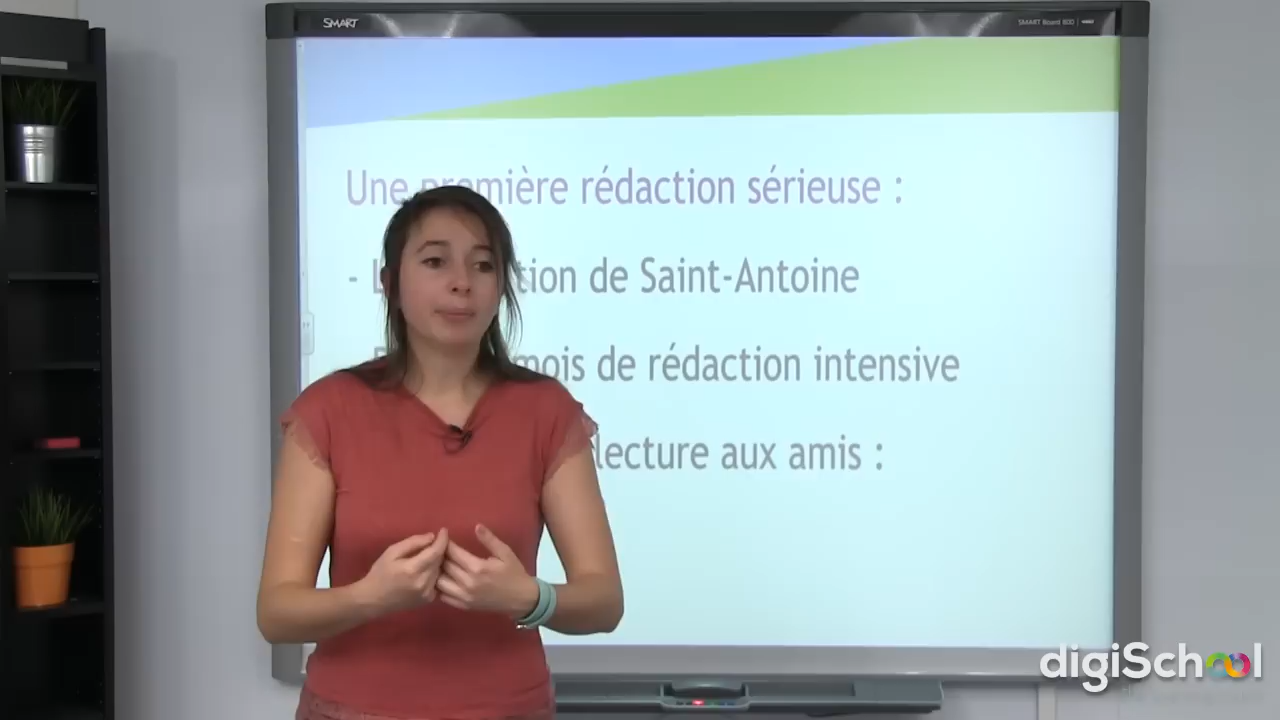 SMART
SMART Board 800
Une première rédaction sérieuse :
- tion de Saint-Antoine
mois de rédaction intensive
lecture aux amis :
digiSchool